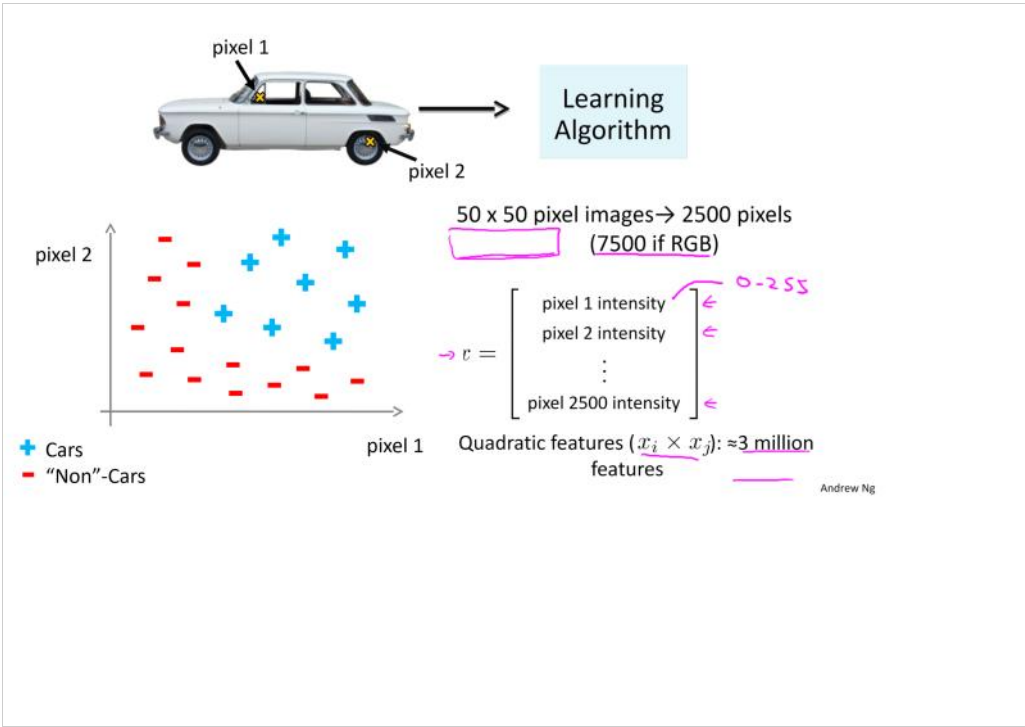 pixel 1
Learning
Algorithm
pixel 2
50 x 50 pixel images→ 2500 pixels
(7500 if RGB)
pixel 2
0-255
pixel 1 intensity
pixel 2 intensity
→ x =
⋮
pixel 2500 intensity
pixel 1
Cars
"Non"-Cars
Quadratic features (xᵢ × xⱼ): ≈3 million
features
Andrew Ng